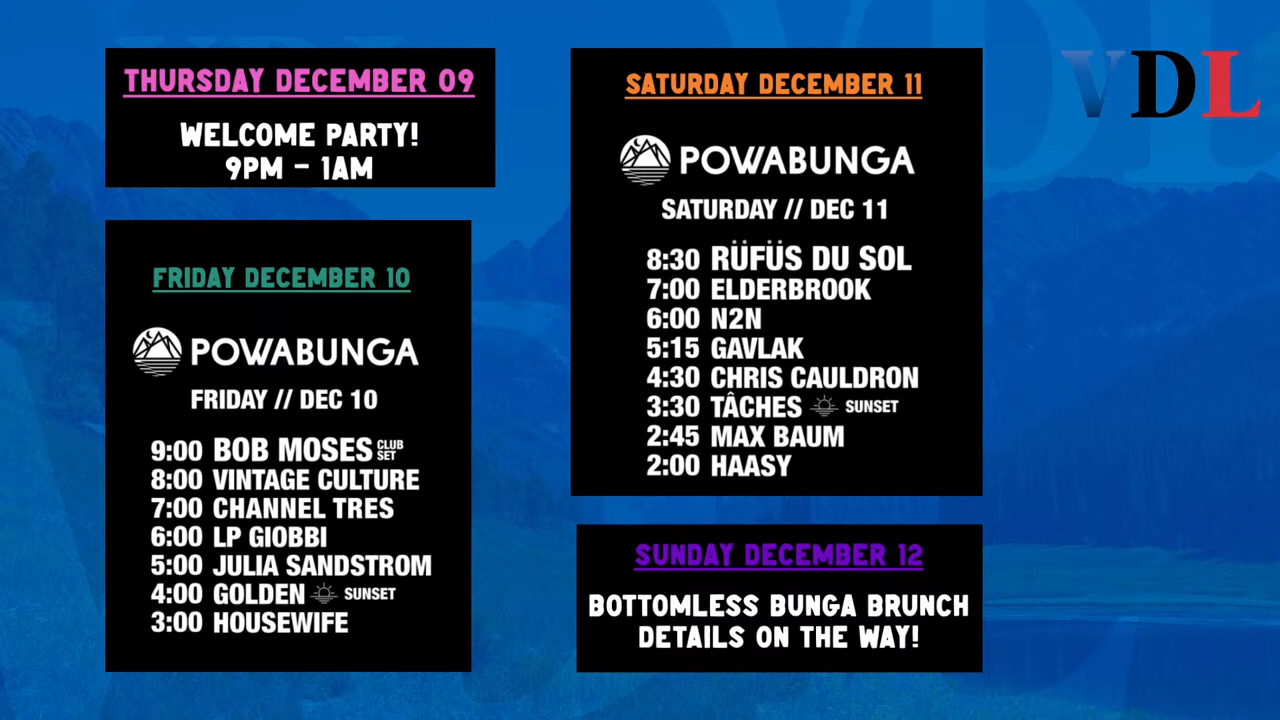 THURSDAY DECEMBER 09
WELCOME PARTY!
9PM - 1AM
FRIDAY DECEMBER 10
POWABUNGA
FRIDAY // DEC 10
9:00 BOB MOSES CLUB SET
8:00 VINTAGE CULTURE
7:00 CHANNEL TRES
6:00 LP GIOBBI
5:00 JULIA SANDSTROM
4:00 GOLDEN SUNSET
3:00 HOUSEWIFE
SATURDAY DECEMBER 11
POWABUNGA
SATURDAY // DEC 11
8:30 RÜFÜS DU SOL
7:00 ELDERBROOK
6:00 N2N
5:15 GAVLAK
4:30 CHRIS CAULDRON
3:30 TÂCHES SUNSET
2:45 MAX BAUM
2:00 HAASY
SUNDAY DECEMBER 12
BOTTOMLESS BUNGA BRUNCH
DETAILS ON THE WAY!
VDL